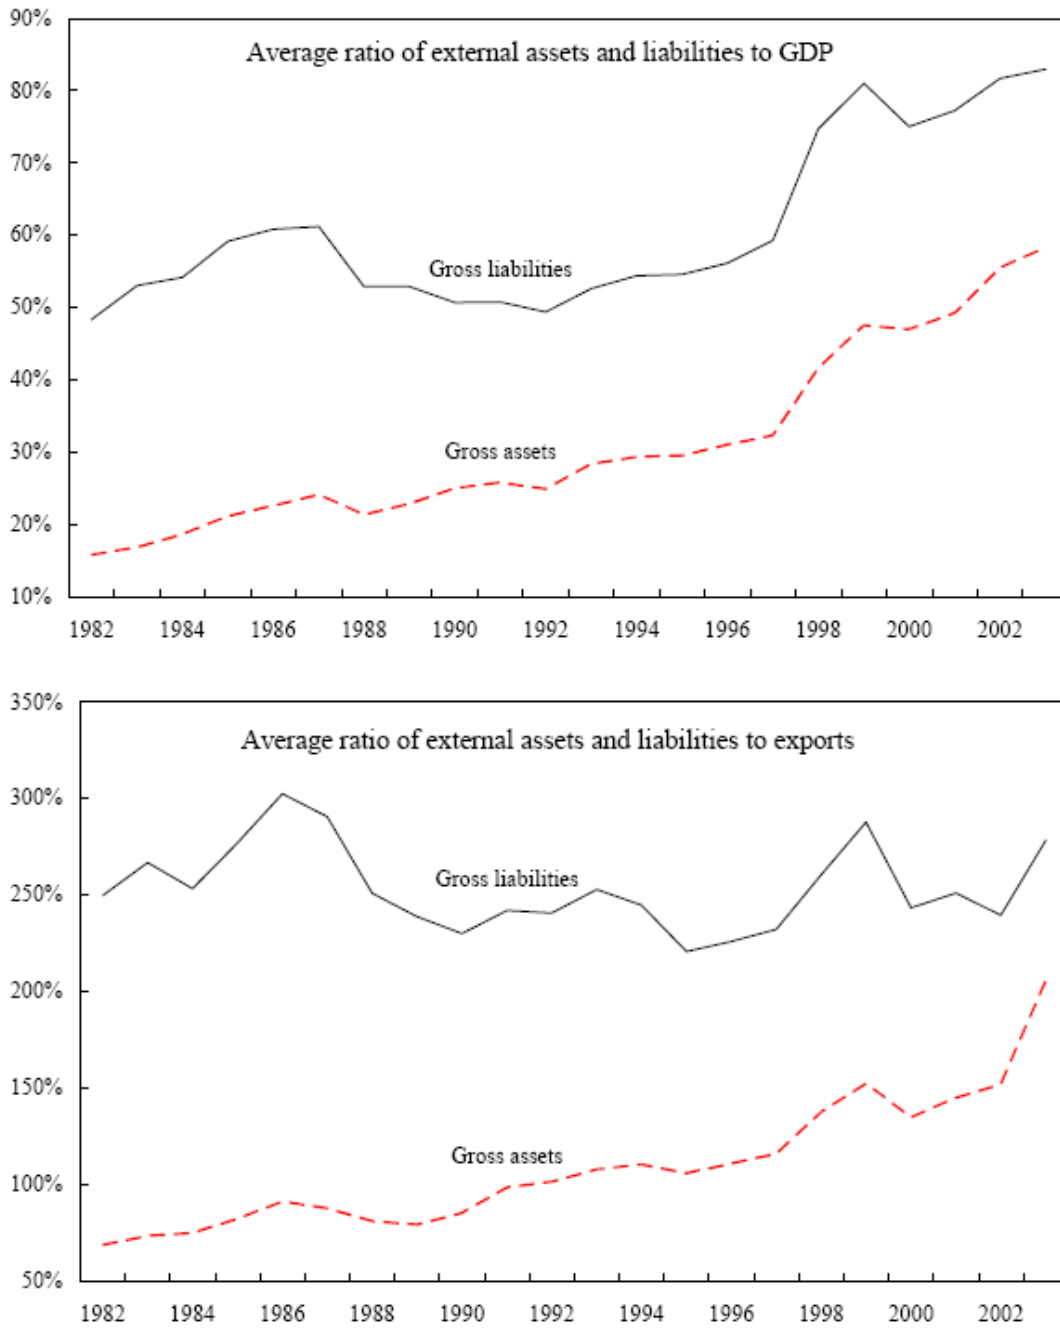 90%
Average ratio of external assets and liabilities to GDP
80%
70%
60%
Gross liabilities
50%
40%
Gross assets
30%
20%
10%
1982 1984 1986 1988 1990 1992 1994 1996 1998 2000 2002
350%
Average ratio of external assets and liabilities to exports
300%
Gross liabilities
250%
200%
150%
Gross assets
100%
50%
1982 1984 1986 1988 1990 1992 1994 1996 1998 2000 2002